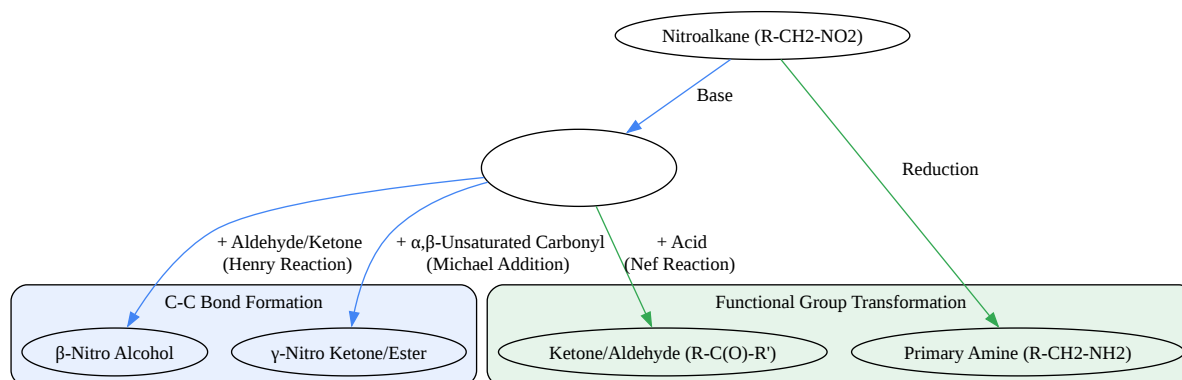 Nitroalkane (R-CH2-NO2)
Base
Reduction
+ Aldehyde/Ketone
(Henry Reaction)
+ α,β-Unsaturated Carbonyl
(Michael Addition)
+ Acid
(Nef Reaction)
C-C Bond Formation
Functional Group Transformation
β-Nitro Alcohol
γ-Nitro Ketone/Ester
Ketone/Aldehyde (R-C(O)-R')
Primary Amine (R-CH2-NH2)